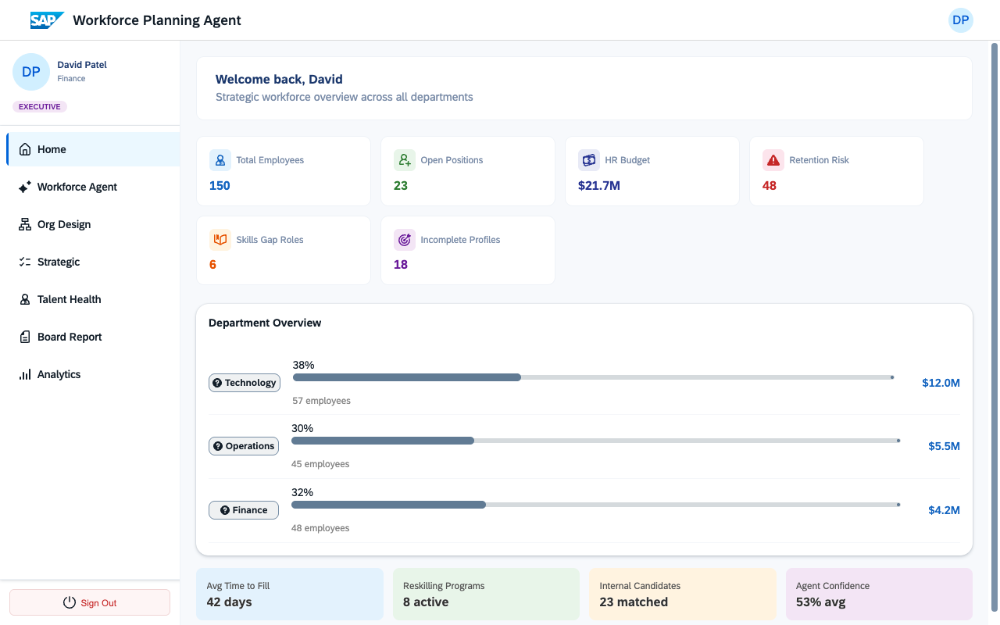 SAP
Workforce Planning Agent
DP
DP
David Patel
Finance
EXECUTIVE
Home
Workforce Agent
Org Design
Strategic
Talent Health
Board Report
Analytics
Sign Out
Welcome back, David
Strategic workforce overview across all departments
Total Employees
150
Open Positions
23
HR Budget
$21.7M
Retention Risk
48
Skills Gap Roles
6
Incomplete Profiles
18
Department Overview
38%
Technology
$12.0M
57 employees
30%
Operations
$5.5M
45 employees
32%
Finance
$4.2M
48 employees
Avg Time to Fill
42 days
Reskilling Programs
8 active
Internal Candidates
23 matched
Agent Confidence
53% avg